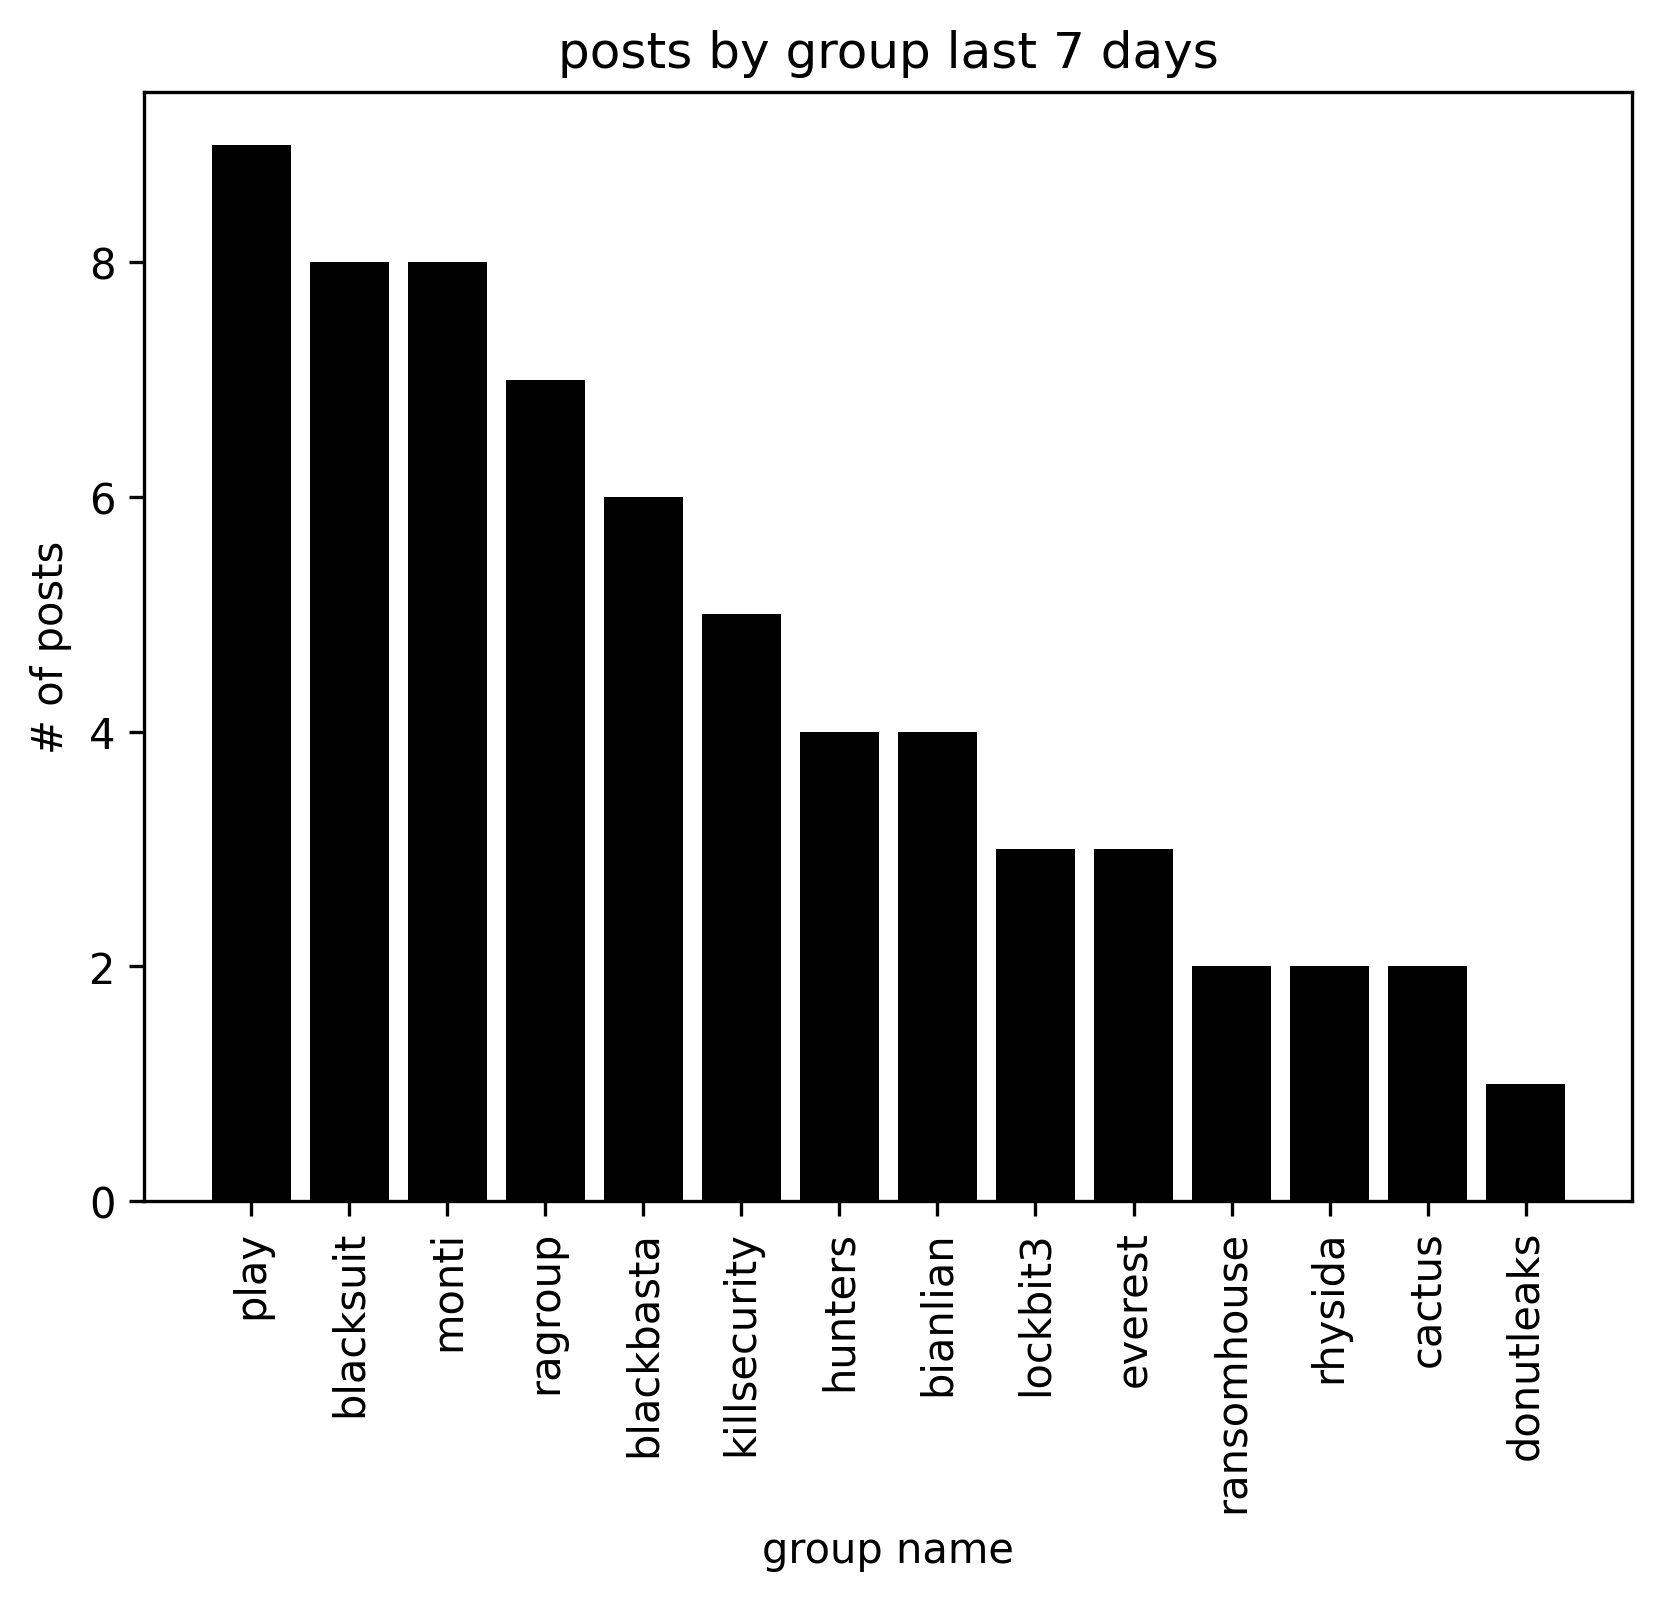 posts by group last 7 days
# of posts
8
6
4
2
0
play
blacksuit
monti
ragroup
blackbasta
killsecurity
hunters
bianlian
lockbit3
everest
ransomhouse
rhysida
cactus
donutleaks
group name